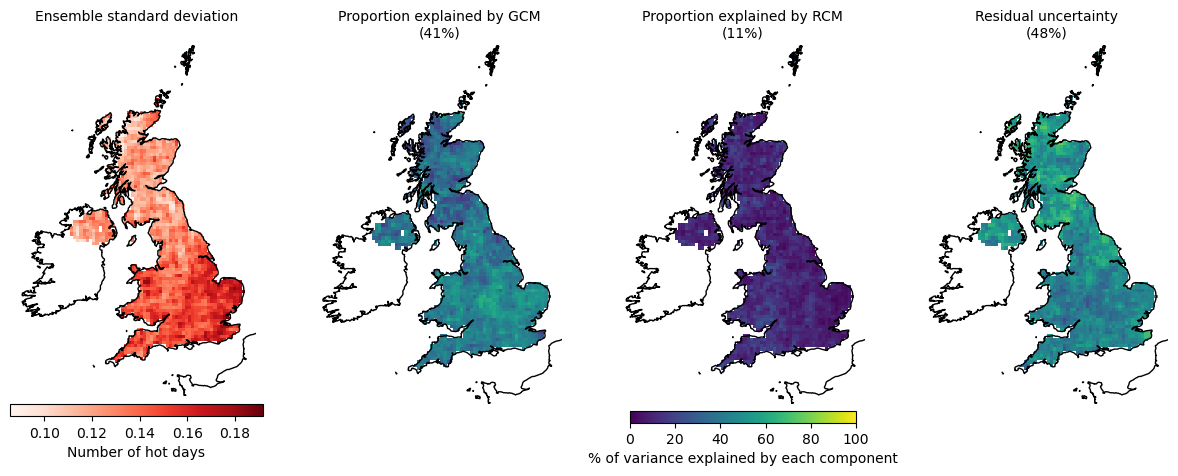 Ensemble standard deviation
Proportion explained by GCM
(41%)
Proportion explained by RCM
(11%)
Residual uncertainty
(48%)
0.10 0.12 0.14 0.16 0.18
Number of hot days
0 20 40 60 80 100
% of variance explained by each component